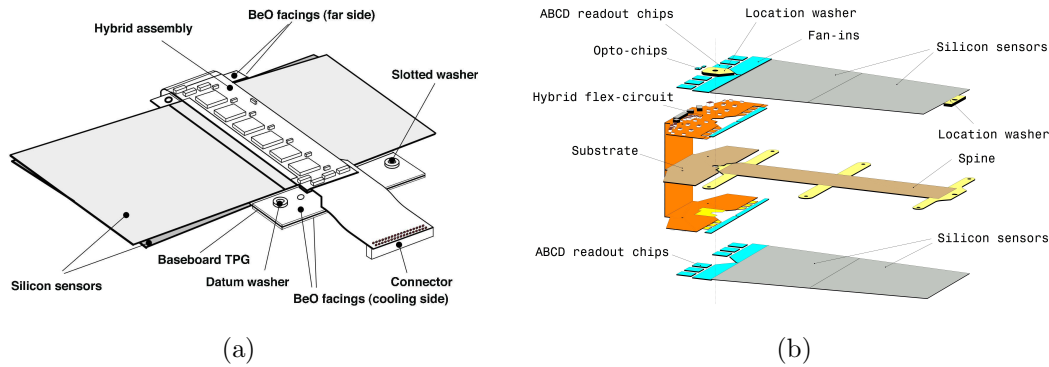 BeO facings (far side)
Hybrid assembly
Slotted washer
Baseboard TPG
Silicon sensors
Datum washer
Connector
BeO facings (cooling side)
(a)
ABCD readout chips
Location washer
Opto-chips
Fan-ins
Silicon sensors
Hybrid flex-circuit
Location washer
Substrate
Spine
ABCD readout chips
Silicon sensors
(b)